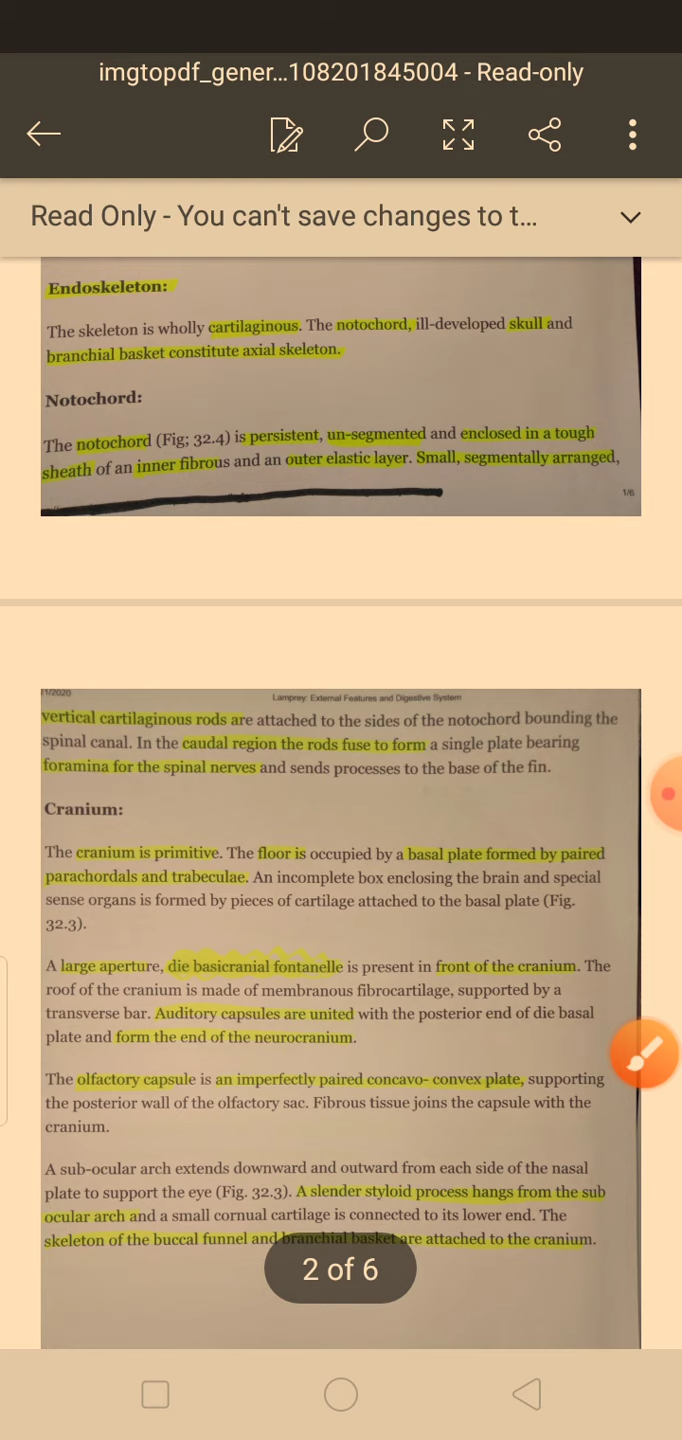 imgtopdf_gener...108201845004 - Read-only
Read Only - You can't save changes to t...
Endoskeleton:
The skeleton is wholly cartilaginous. The notochord, ill-developed skull and
branchial basket constitute axial skeleton.
Notochord:
The notochord (Fig; 32.4) is persistent, un-segmented and enclosed in a tough
sheath of an inner fibrous and an outer elastic layer. Small, segmentally arranged,
1/6
11/2020
Lamprey: External Features and Digestive System
vertical cartilaginous rods are attached to the sides of the notochord bounding the
spinal canal. In the caudal region the rods fuse to form a single plate bearing
foramina for the spinal nerves and sends processes to the base of the fin.
Cranium:
The cranium is primitive. The floor is occupied by a basal plate formed by paired
parachordals and trabeculae. An incomplete box enclosing the brain and special
sense organs is formed by pieces of cartilage attached to the basal plate (Fig.
32.3).
A large aperture, die basicranial fontanelle is present in front of the cranium. The
roof of the cranium is made of membranous fibrocartilage, supported by a
transverse bar. Auditory capsules are united with the posterior end of die basal
plate and form the end of the neurocranium.
The olfactory capsule is an imperfectly paired concavo- convex plate, supporting
the posterior wall of the olfactory sac. Fibrous tissue joins the capsule with the
cranium.
A sub-ocular arch extends downward and outward from each side of the nasal
plate to support the eye (Fig. 32.3). A slender styloid process hangs from the sub
ocular arch and a small cornual cartilage is connected to its lower end. The
skeleton of the buccal funnel and branchial basket are attached to the cranium.
2 of 6